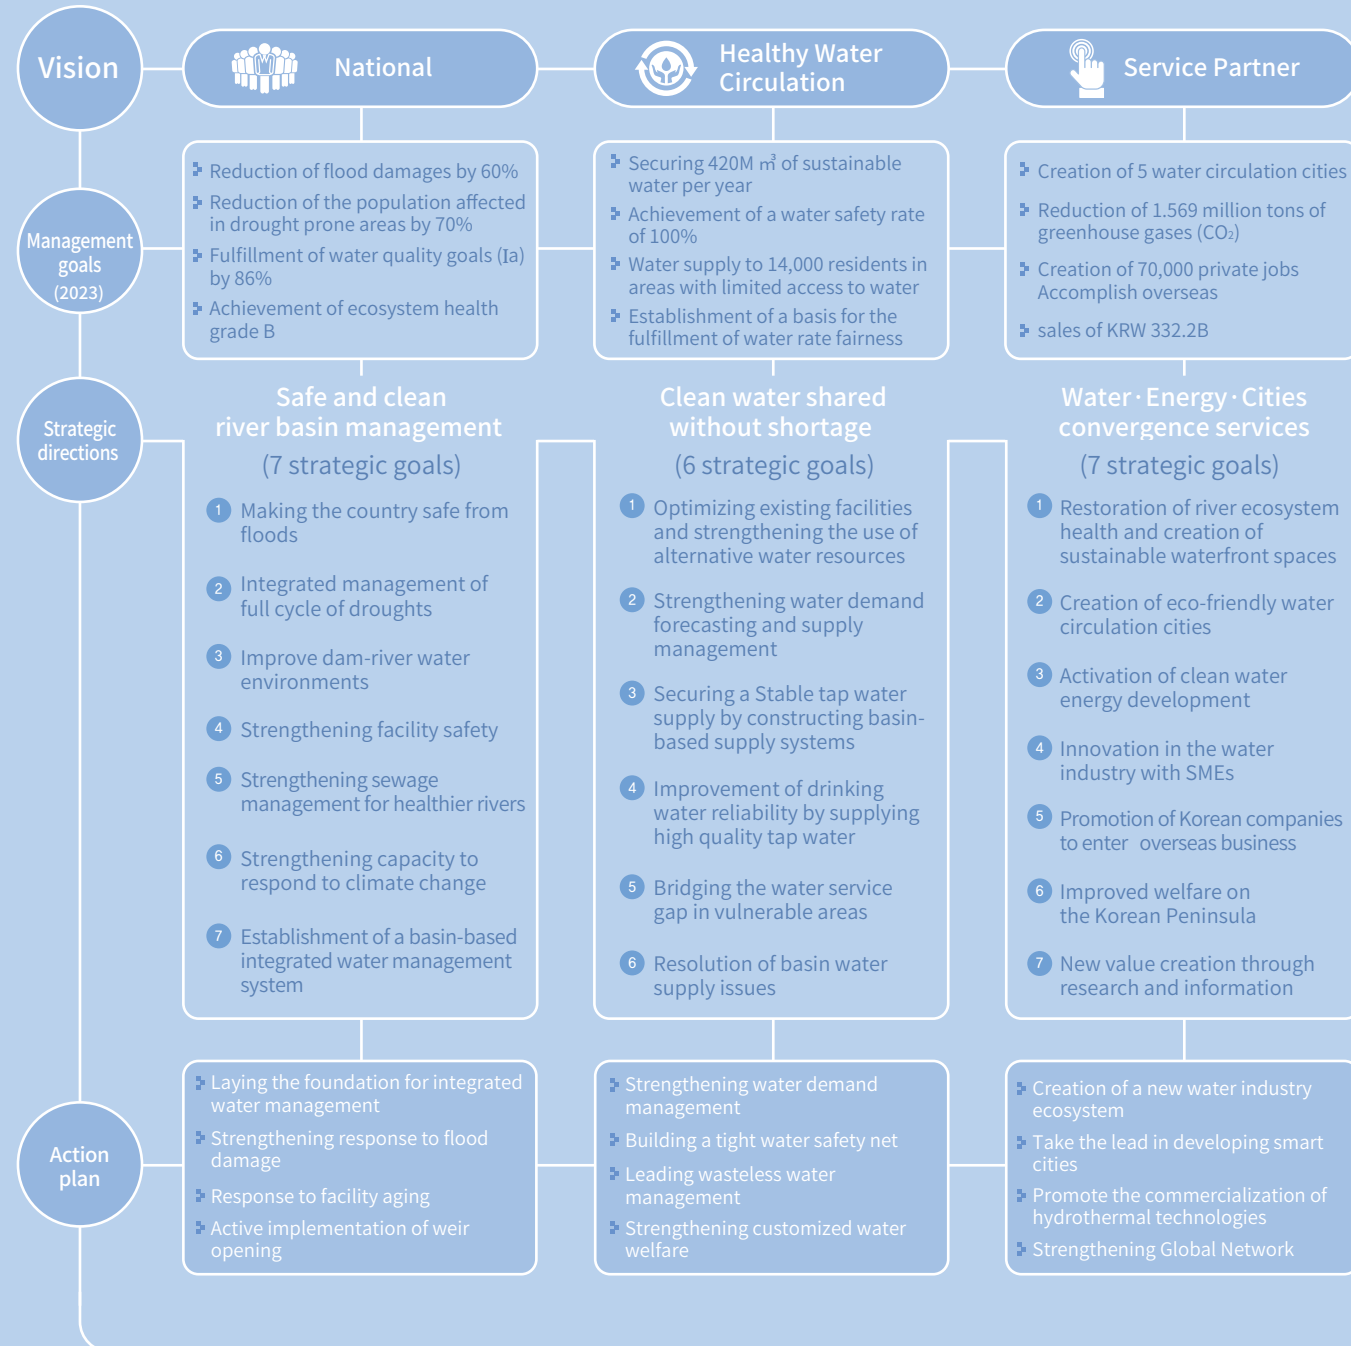 Vision
National
Healthy Water
Circulation
Service Partner
Management
goals
(2023)
Reduction of flood damages by 60%
Reduction of the population affected
in drought prone areas by 70%
Fulfillment of water quality goals (Ia)
by 86%
Achievement of ecosystem health
grade B
Securing 420M ㎥ of sustainable
water per year
Achievement of a water safety rate
of 100%
Water supply to 14,000 residents in
areas with limited access to water
Establishment of a basis for the
fulfillment of water rate fairness
Creation of 5 water circulation cities
Reduction of 1.569 million tons of
greenhouse gases (CO₂)
Creation of 70,000 private jobs
Accomplish overseas
sales of KRW 332.2B
Strategic
directions
Safe and clean
river basin management
(7 strategic goals)
1 Making the country safe from
floods
2 Integrated management of
full cycle of droughts
3 Improve dam-river water
environments
4 Strengthening facility safety
5 Strengthening sewage
management for healthier rivers
6 Strengthening capacity to
respond to climate change
7 Establishment of a basin-based
integrated water management
system
Clean water shared
without shortage
(6 strategic goals)
1 Optimizing existing facilities
and strengthening the use of
alternative water resources
2 Strengthening water demand
forecasting and supply
management
3 Securing a Stable tap water
supply by constructing basin-
based supply systems
4 Improvement of drinking
water reliability by supplying
high quality tap water
5 Bridging the water service
gap in vulnerable areas
6 Resolution of basin water
supply issues
Water · Energy · Cities
convergence services
(7 strategic goals)
1 Restoration of river ecosystem
health and creation of
sustainable waterfront spaces
2 Creation of eco-friendly water
circulation cities
3 Activation of clean water
energy development
4 Innovation in the water
industry with SMEs
5 Promotion of Korean companies
to enter overseas business
6 Improved welfare on
the Korean Peninsula
7 New value creation through
research and information
Action
plan
Laying the foundation for integrated
water management
Strengthening response to flood
damage
Response to facility aging
Active implementation of weir
opening
Strengthening water demand
management
Building a tight water safety net
Leading wasteless water
management
Strengthening customized water
welfare
Creation of a new water industry
ecosystem
Take the lead in developing smart
cities
Promote the commercialization of
hydrothermal technologies
Strengthening Global Network